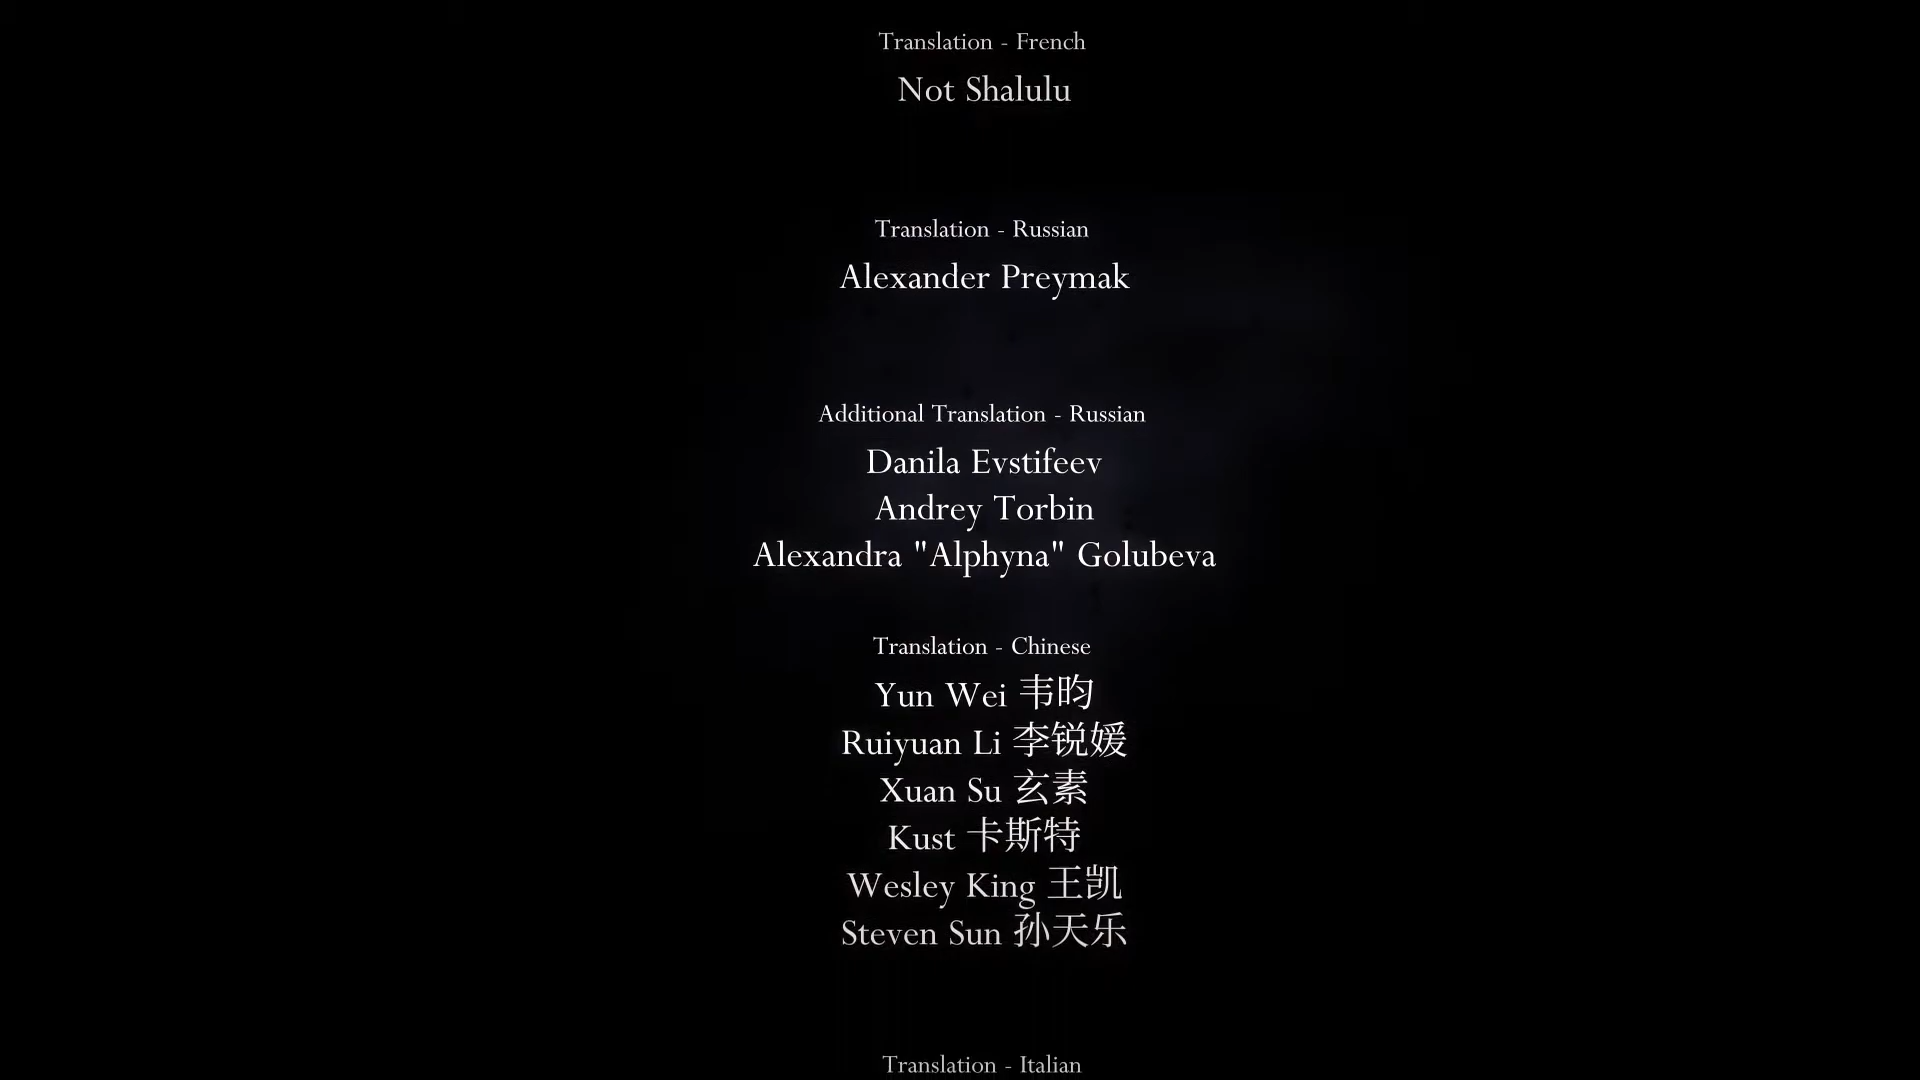 Translation - French
Not Shalulu
Translation - Russian
Alexander Preymak
Additional Translation - Russian
Danila Evstifeev
Andrey Torbin
Alexandra "Alphyna" Golubeva
Translation - Chinese
Yun Wei 韦昀
Ruiyuan Li 李锐媛
Xuan Su 玄素
Kust 卡斯特
Wesley King 王凯
Steven Sun 孙天乐
Translation - Italian